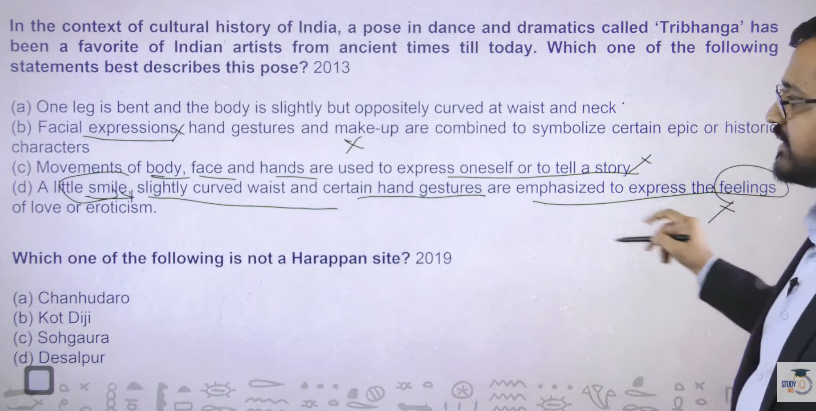 In the context of cultural history of India, a pose in dance and dramatics called ‘Tribhanga’ has
been a favorite of Indian artists from ancient times till today. Which one of the following
statements best describes this pose? 2013
(a) One leg is bent and the body is slightly but oppositely curved at waist and neck
(b) Facial expressions, hand gestures and make-up are combined to symbolize certain epic or
characters
(c) Movements of body, face and hands are used to express oneself or to tell a story
(d) A little smile, slightly curved waist and certain hand gestures are emphasized to express the feelings
of love or eroticism.
Which one of the following is not a Harappan site? 2019
(a) Chanhudaro
(b) Kot Diji
(c) Sohgaura
(d) Desalpur
STUDY IQ